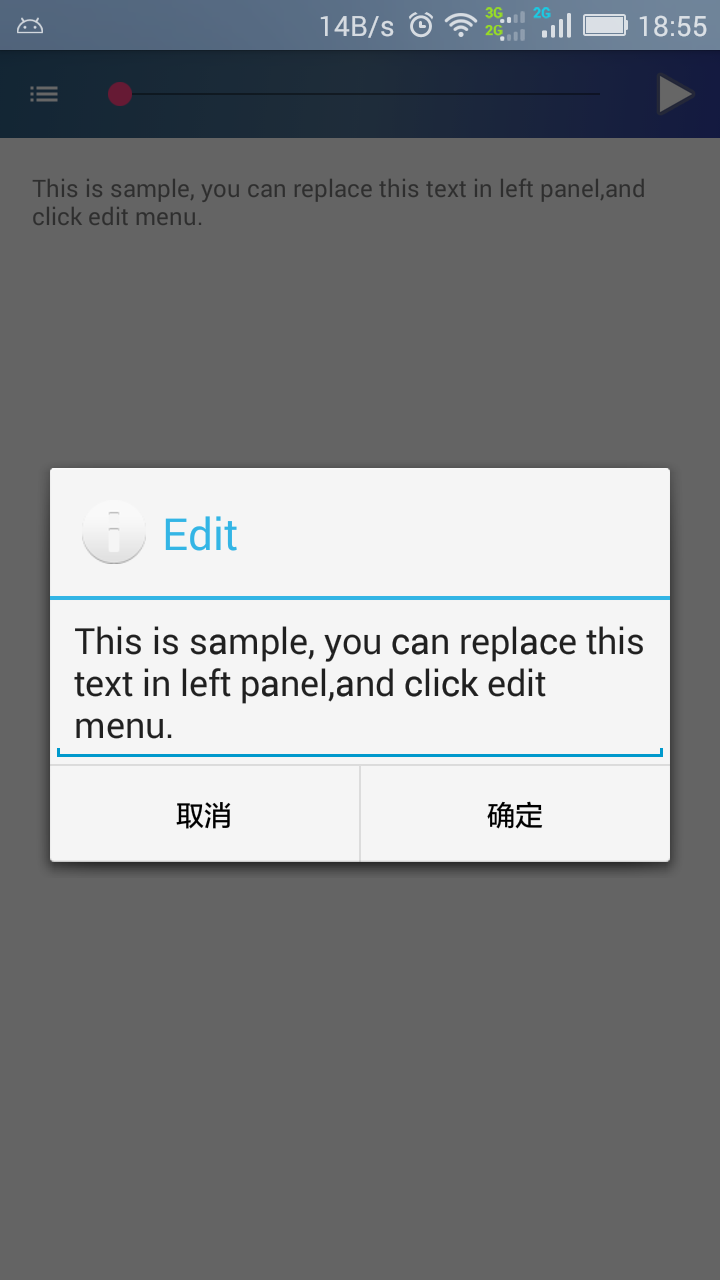 14B/s 3G 2G 2G 18:55
This is sample, you can replace this text in left panel,and
click edit menu.
Edit
This is sample, you can replace this
text in left panel,and click edit
menu.
取消 确定